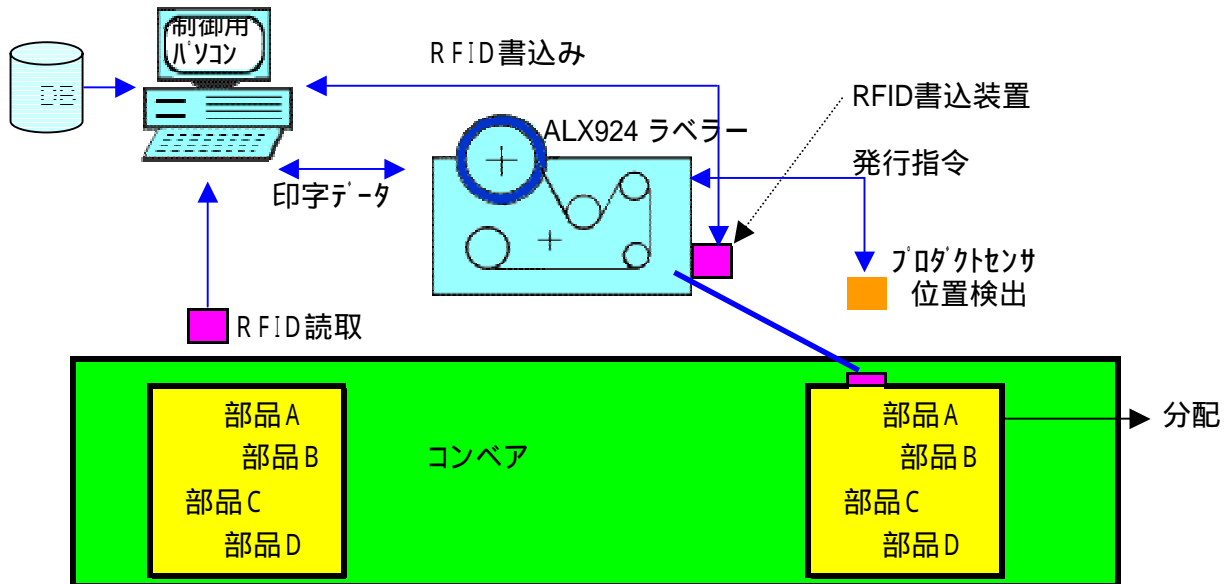 制御用
ﾊﾟｿｺﾝ
DB
RFID書込み
RFID書込装置
ALX924 ラベラー
発行指令
印字ﾃﾞｰﾀ
ﾌﾟﾛﾀﾞｸﾄセンサ
位置検出
RFID読取
部品A
部品B
部品C
部品D
コンベア
部品A
部品B
部品C
部品D
分配